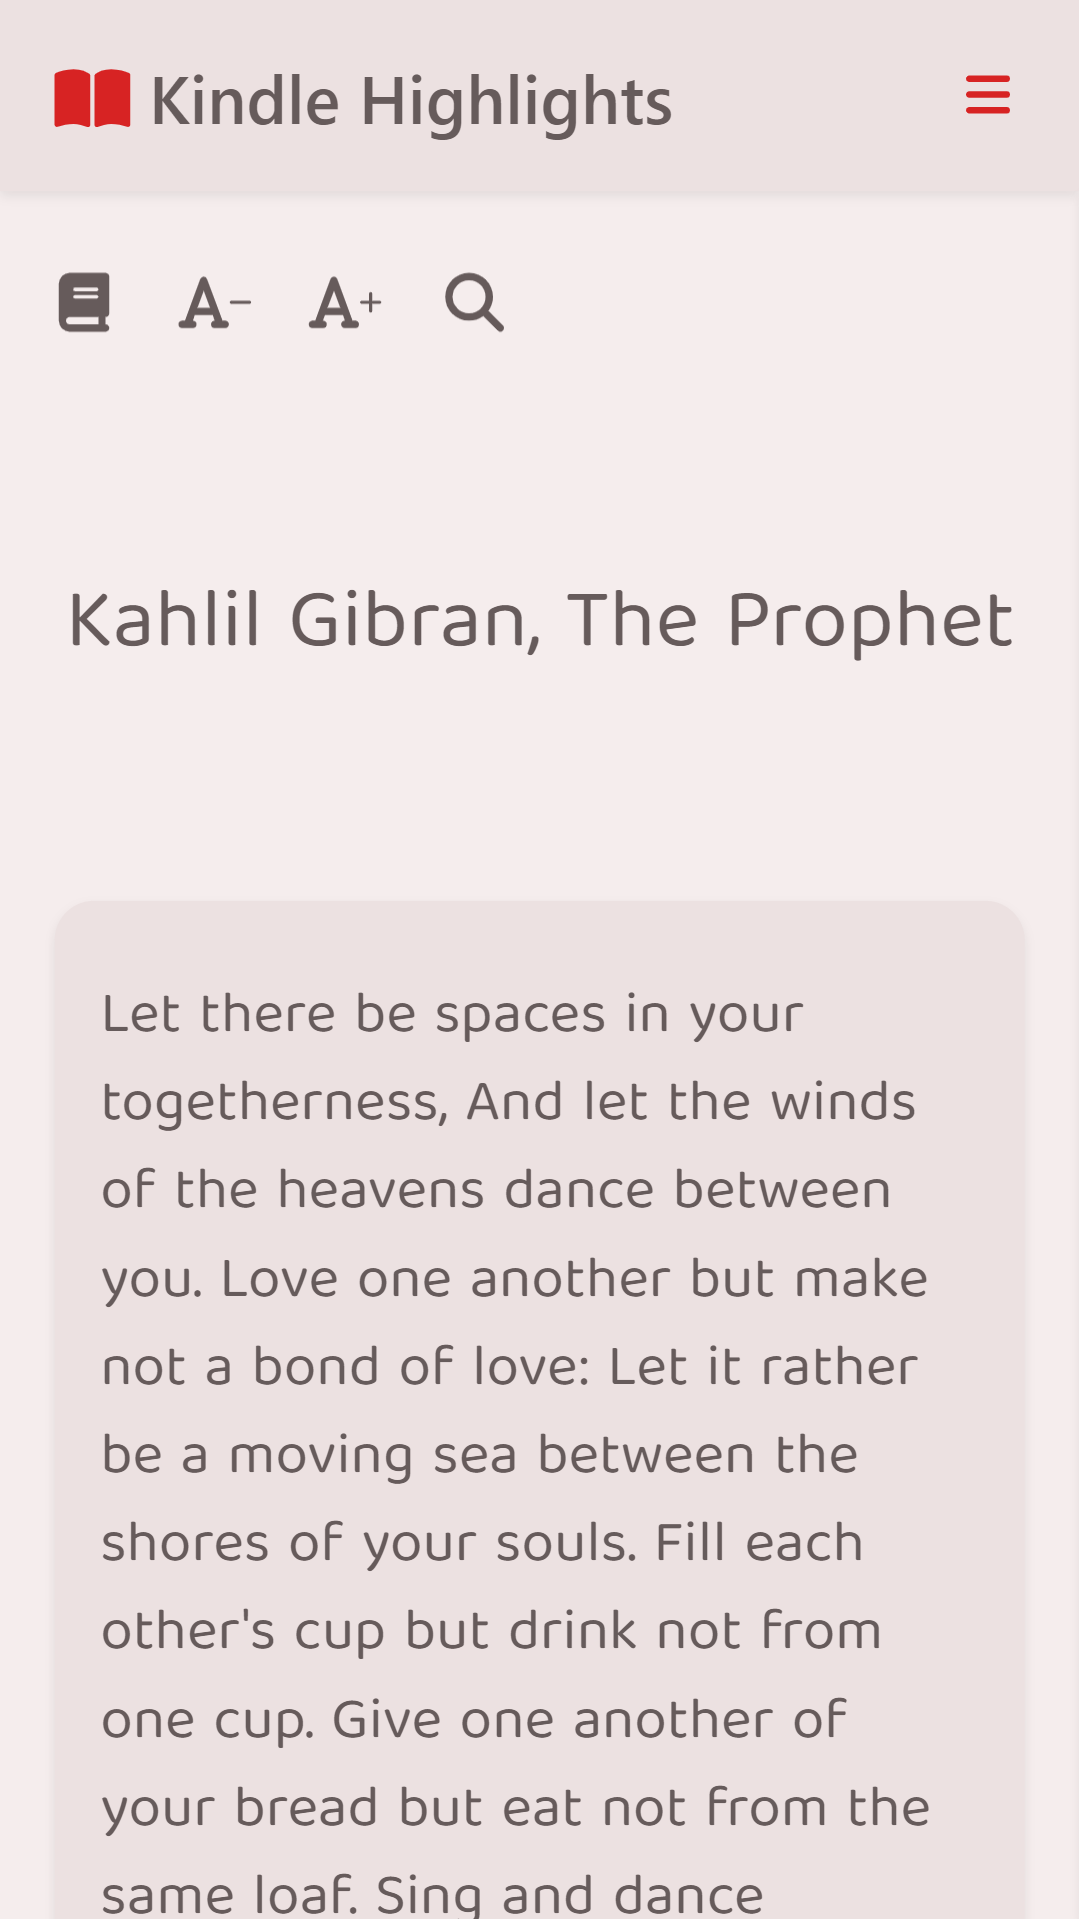 Kindle Highlights
A-
A+
Kahlil Gibran, The Prophet
Let there be spaces in your
togetherness, And let the winds
of the heavens dance between
you. Love one another but make
not a bond of love: Let it rather
be a moving sea between the
shores of your souls. Fill each
other's cup but drink not from
one cup. Give one another of
your bread but eat not from the
same loaf. Sing and dance